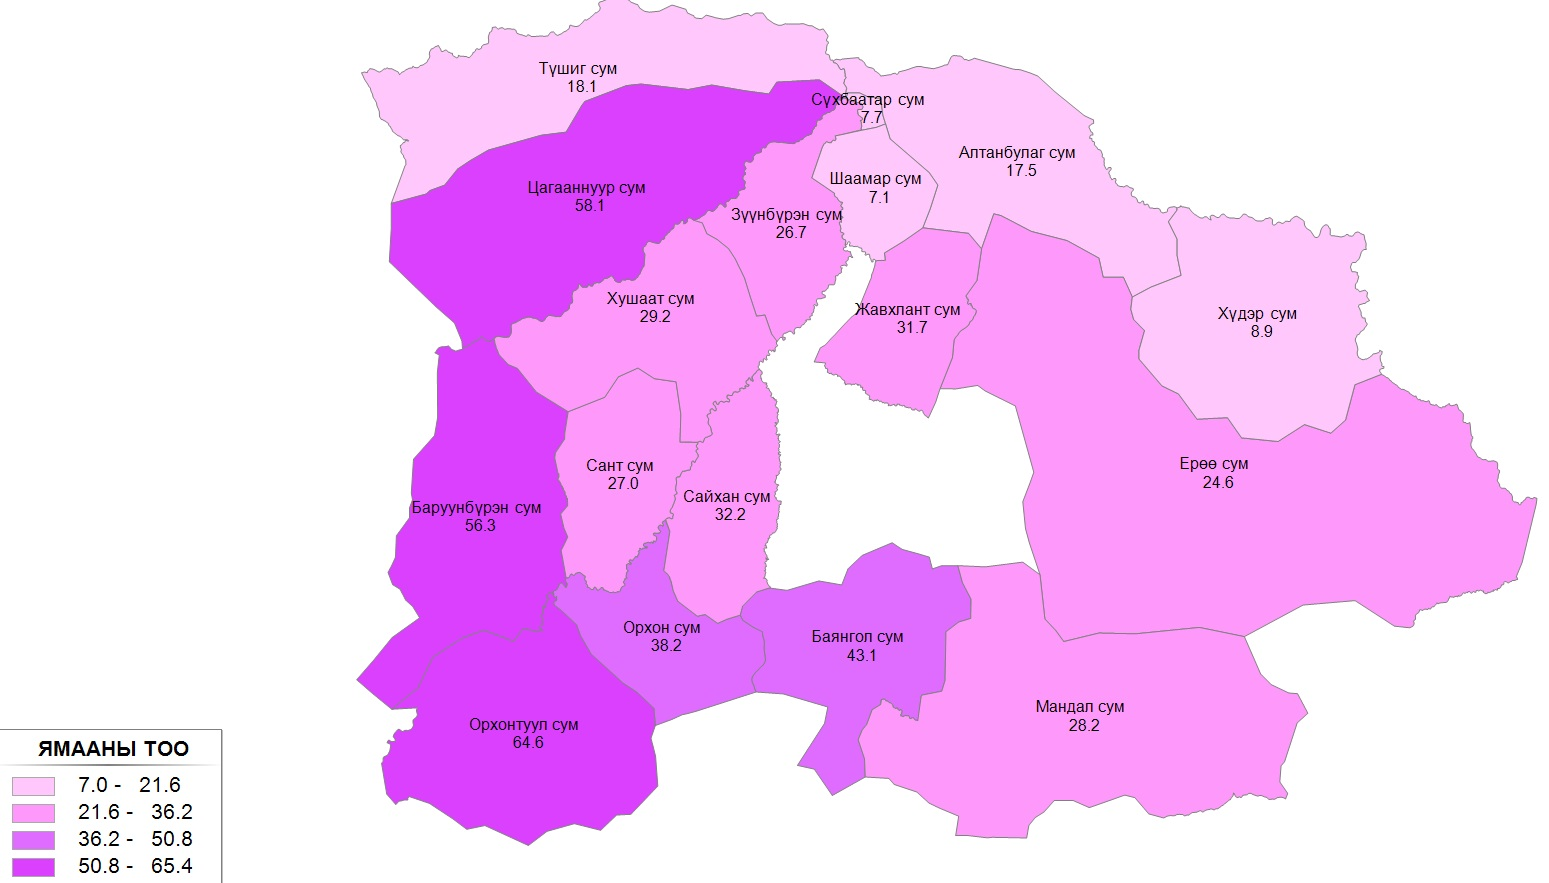 Түшиг сум
18.1
Сүхбаатар сум
7.7
Алтанбулаг сум
17.5
Цагааннуур сум
58.1
Шаамар сум
7.1
Зүүнбүрэн сум
26.7
Хушаат сум
29.2
Жавхлант сум
31.7
Хүдэр сум
8.9
Сант сум
27.0
Ерөө сум
24.6
Сайхан сум
32.2
Баруунбүрэн сум
56.3
Орхон сум
38.2
Баянгол сум
43.1
Мандал сум
28.2
Орхонтуул сум
64.6
ЯМААНЫ ТОО
7.0 - 21.6
21.6 - 36.2
36.2 - 50.8
50.8 - 65.4